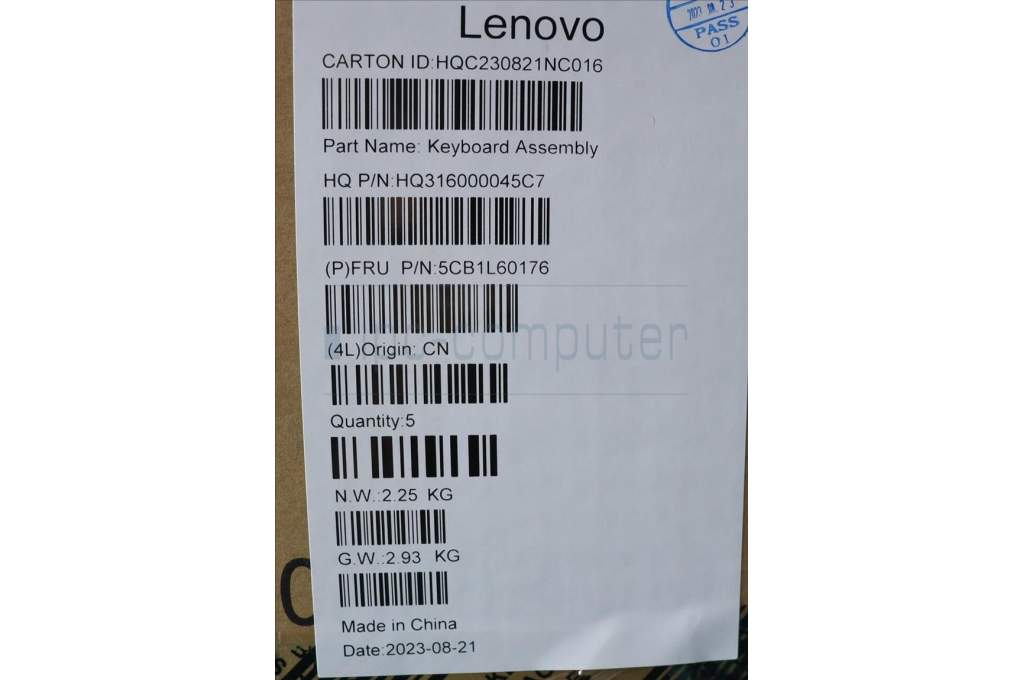 Lenovo
PASS
01
CARTON ID:HQC230821NC016
Part Name: Keyboard Assembly
HQ P/N:HQ316000045C7
(P)FRU P/N:5CB1L60176
-computer
(4L)Origin: CN
Quantity:5
N.W.:2.25 KG
G.W.:2.93 KG
Made in China
Date:2023-08-21